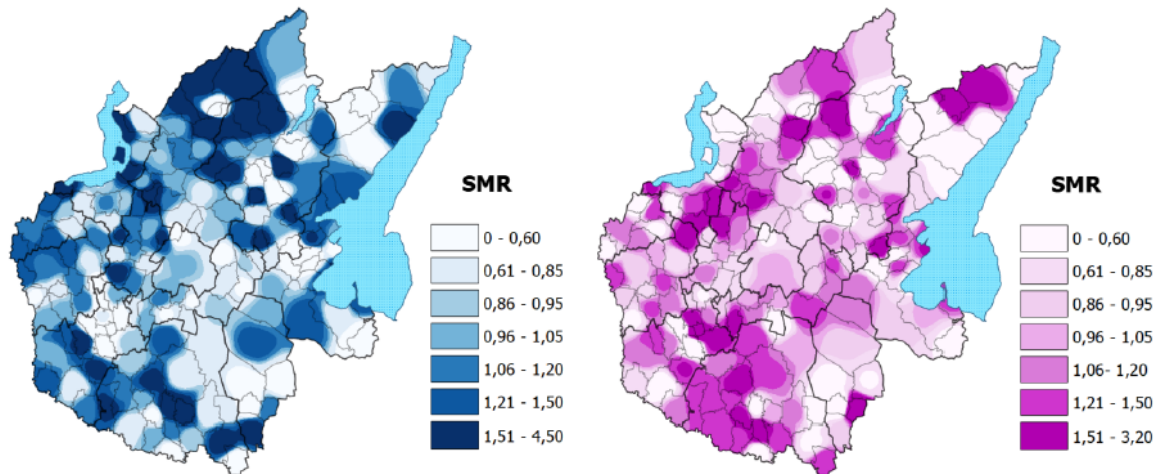 SMR
0 - 0,60
0,61 - 0,85
0,86 - 0,95
0,96 - 1,05
1,06 - 1,20
1,21 - 1,50
1,51 - 4,50
SMR
0 - 0,60
0,61 - 0,85
0,86 - 0,95
0,96 - 1,05
1,06- 1,20
1,21 - 1,50
1,51 - 3,20